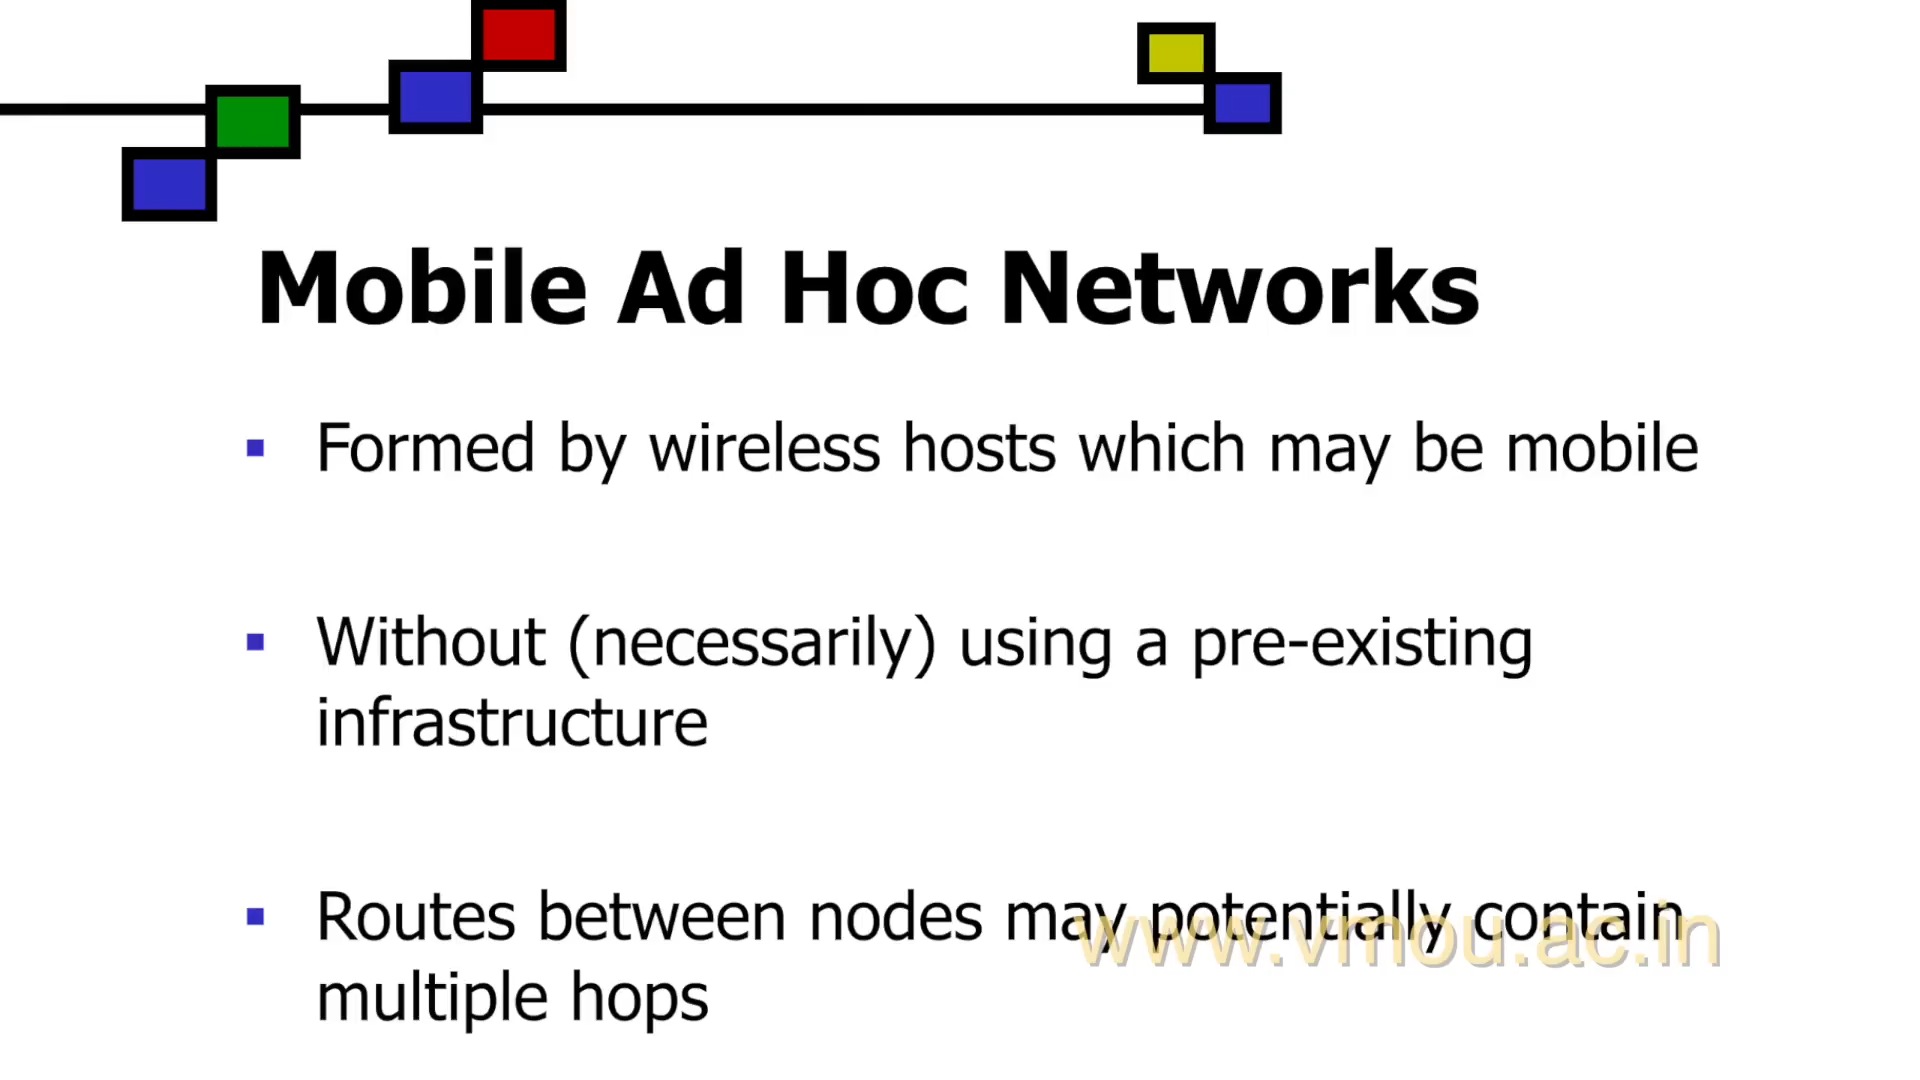 Mobile Ad Hoc Networks
Formed by wireless hosts which may be mobile
Without (necessarily) using a pre-existing
infrastructure
Routes between nodes may potentially contain
www.vmou.ac.in
multiple hops